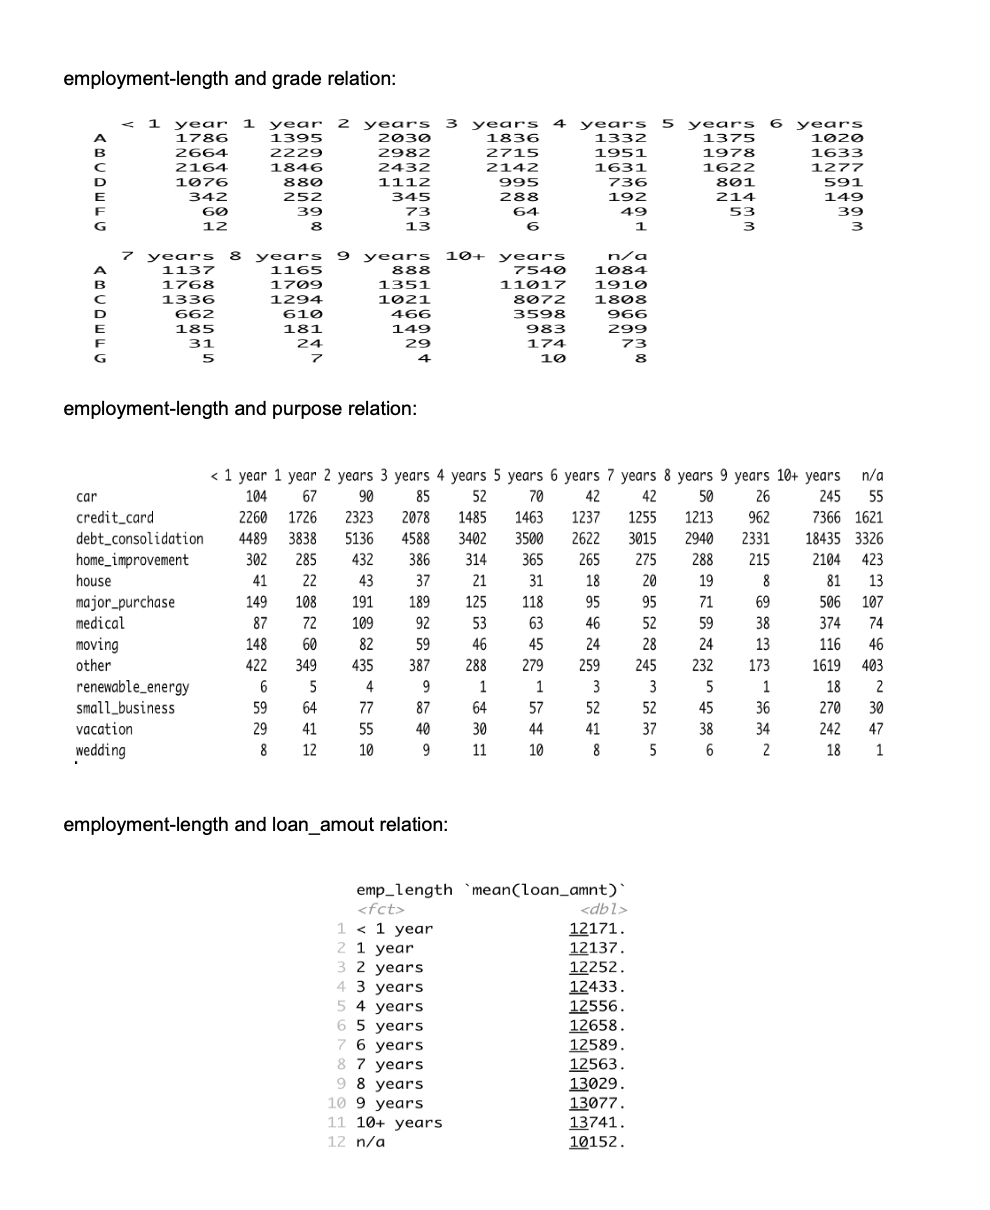 employment-length and grade relation:
< 1 year 1 year 2 years 3 years 4 years 5 years 6 years
A 1786 1395 2030 1836 1332 1375 1020
B 2664 2229 2982 2715 1951 1978 1633
C 2164 1846 2432 2142 1631 1622 1277
D 1076 880 1112 995 736 801 591
E 342 252 345 288 192 214 149
F 60 39 73 64 49 53 39
G 12 8 13 6 1 3 3
7 years 8 years 9 years 10+ years n/a
A 1137 1165 888 7540 1084
B 1768 1709 1351 11017 1910
C 1336 1294 1021 8072 1808
D 662 610 466 3598 966
E 185 181 149 983 299
F 31 24 29 174 73
G 5 7 4 10 8
employment-length and purpose relation:
< 1 year 1 year 2 years 3 years 4 years 5 years 6 years 7 years 8 years 9 years 10+ years n/a
car 104 67 90 85 52 70 42 42 50 26 245 55
credit_card 2260 1726 2323 2078 1485 1463 1237 1255 1213 962 7366 1621
debt_consolidation 4489 3838 5136 4588 3402 3500 2622 3015 2940 2331 18435 3326
home_improvement 302 285 432 386 314 365 265 275 288 215 2104 423
house 41 22 43 37 21 31 18 20 19 8 81 13
major_purchase 149 108 191 189 125 118 95 95 71 69 506 107
medical 87 72 109 92 53 63 46 52 59 38 374 74
moving 148 60 82 59 46 45 24 28 24 13 116 46
other 422 349 435 387 288 279 259 245 232 173 1619 403
renewable_energy 6 5 4 9 1 1 3 3 5 1 18 2
small_business 59 64 77 87 64 57 52 52 45 36 270 30
vacation 29 41 55 40 30 44 41 37 38 34 242 47
wedding 8 12 10 9 11 10 8 5 6 2 18 1
employment-length and loan_amout relation:
emp_length `mean(loan_amnt)`
<fct> <dbl>
1 < 1 year 12171.
2 1 year 12137.
3 2 years 12252.
4 3 years 12433.
5 4 years 12556.
6 5 years 12658.
7 6 years 12589.
8 7 years 12563.
9 8 years 13029.
10 9 years 13077.
11 10+ years 13741.
12 n/a 10152.